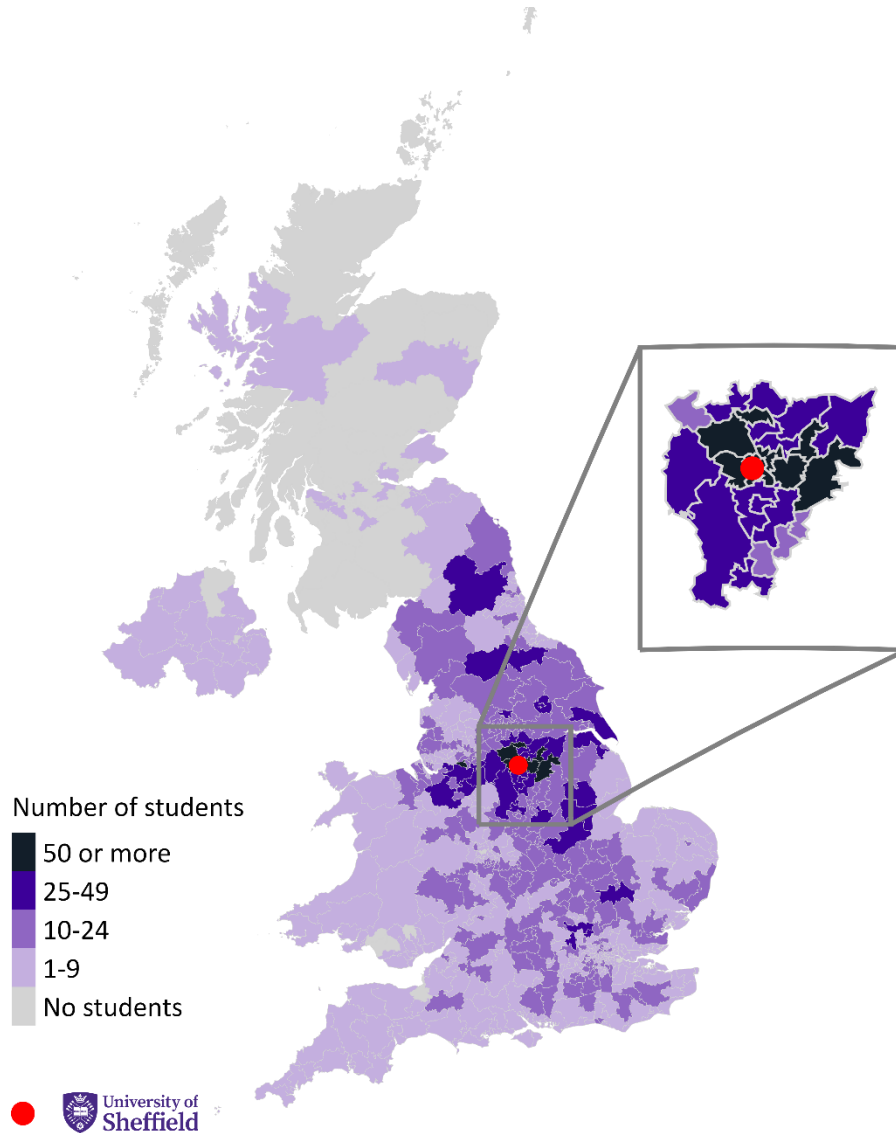 Number of students
50 or more
25-49
10-24
1-9
No students
University of
Sheffield